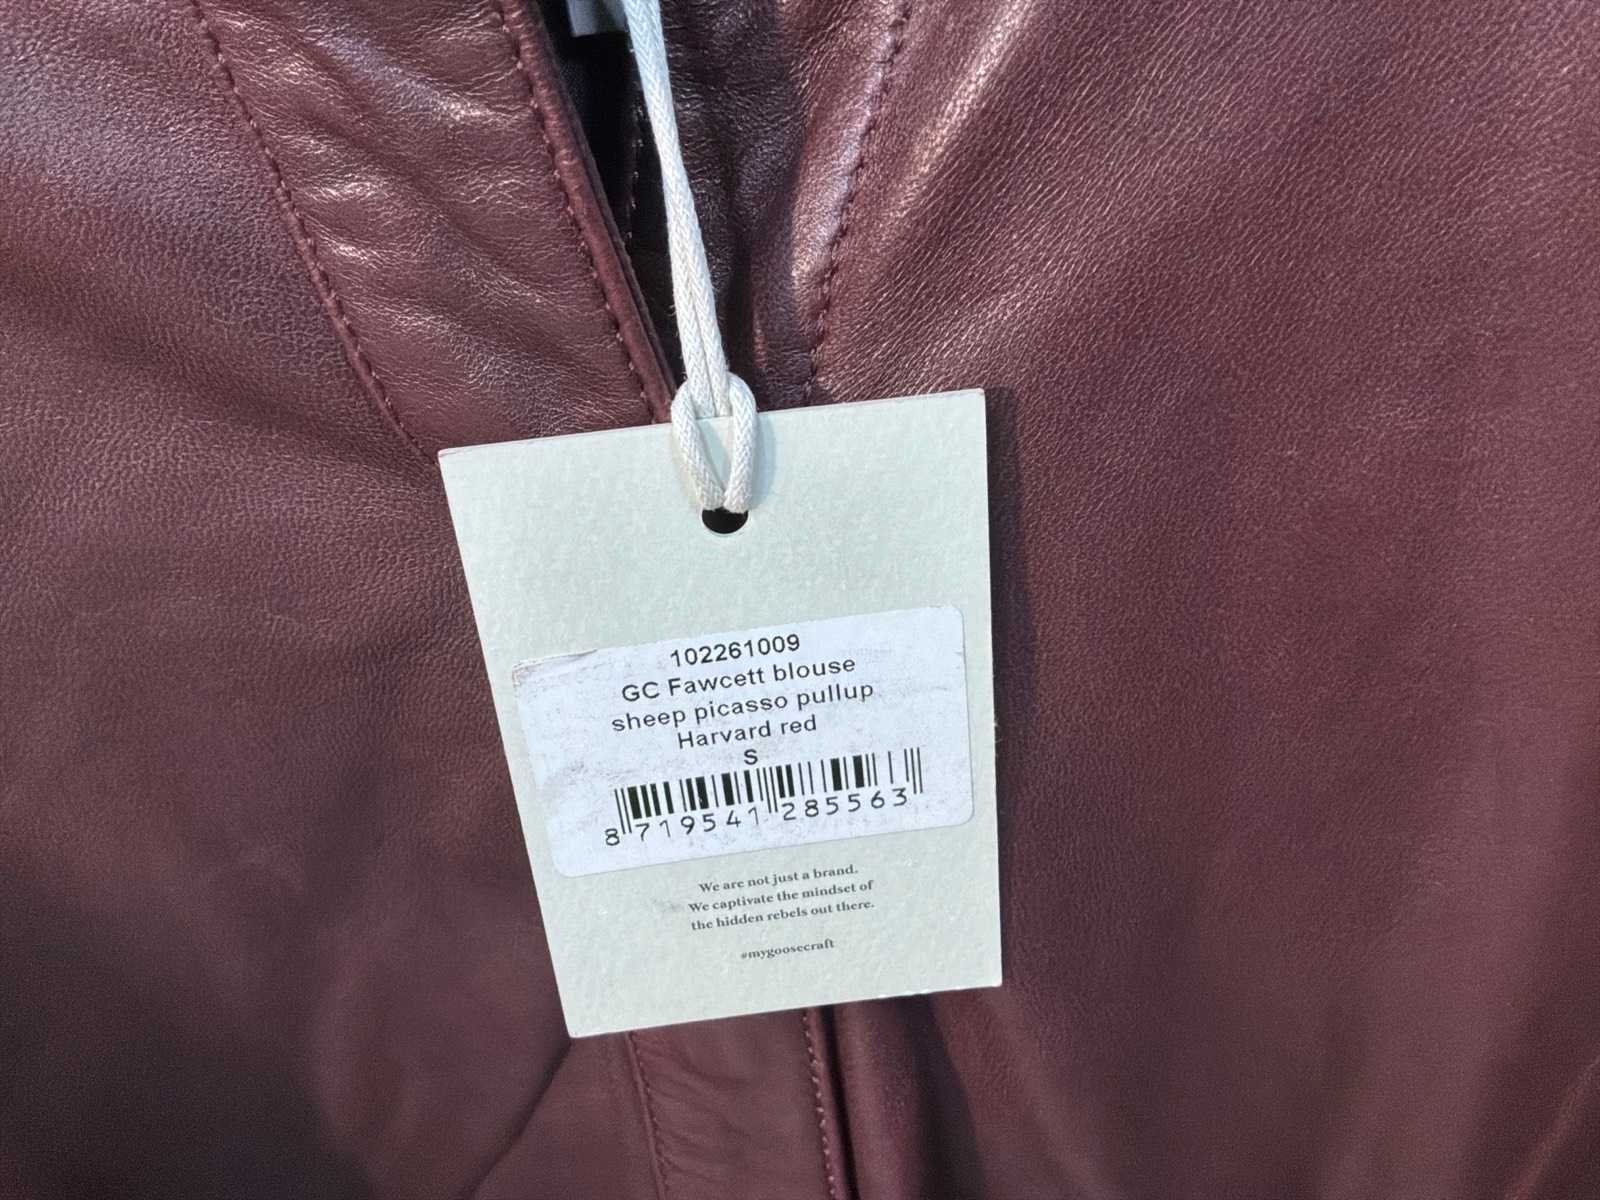 102261009
GC Fawcett blouse
sheep picasso pullup
Harvard red
S
8 719541 285563
We are not just a brand.
We captivate the mindset of
the hidden rebels out there.
#mygoosecraft